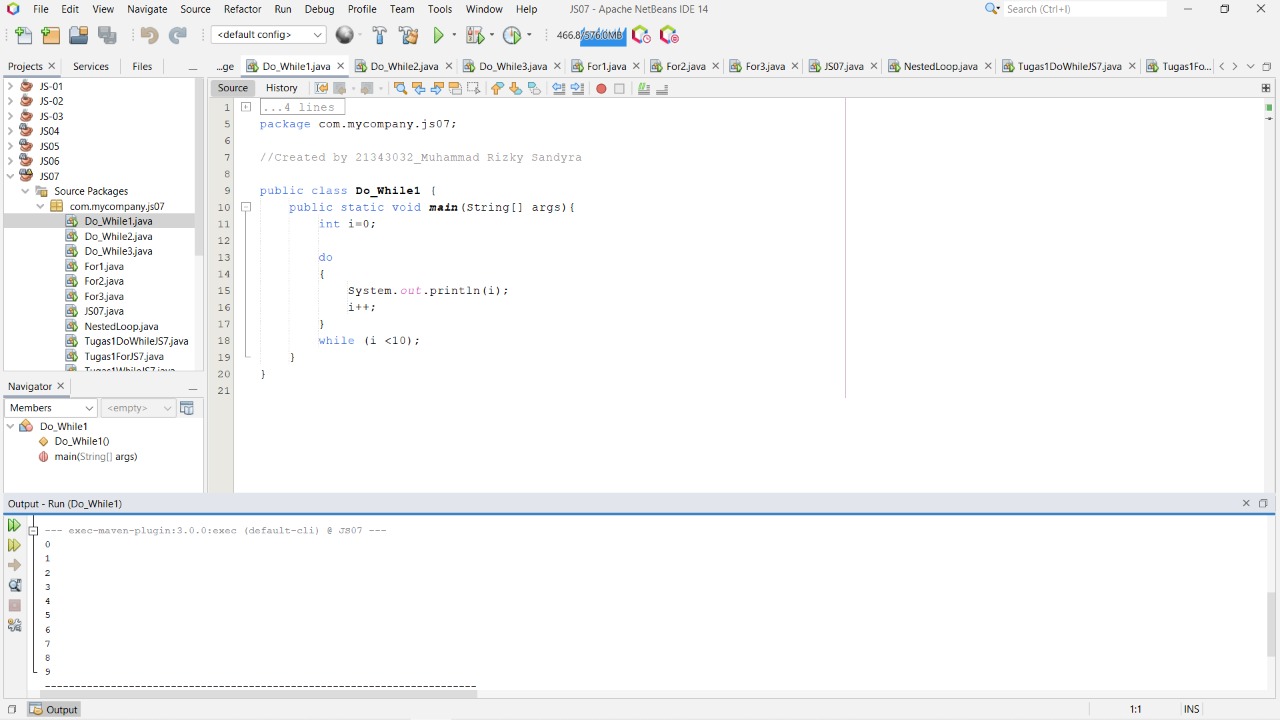 File Edit View Navigate Source Refactor Run Debug Profile Team Tools Window Help JS07 - Apache NetBeans IDE 14 Search (Ctrl+I)
<default config> 466.8/576.0MB
Projects Services Files ...ge Do_While1.java Do_While2.java Do_While3.java For1.java For2.java For3.java JS07.java NestedLoop.java Tugas1DoWhileJS7.java Tugas1Fo...
Source History
JS-01
JS-02
JS-03
JS04
JS05
JS06
JS07
Source Packages
com.mycompany.js07
Do_While1.java
Do_While2.java
Do_While3.java
For1.java
For2.java
For3.java
JS07.java
NestedLoop.java
Tugas1DoWhileJS7.java
Tugas1ForJS7.java
Tugas1WhileJS7.java
Navigator
Members <empty>
Do_While1
Do_While1()
main(String[] args)
1 ...4 lines
5 package com.mycompany.js07;
6
7 //Created by 21343032_Muhammad Rizky Sandyra
8
9 public class Do_While1 {
10 public static void main(String[] args){
11 int i=0;
12
13 do
14 {
15 System.out.println(i);
16 i++;
17 }
18 while (i <10);
19 }
20 }
21
Output - Run (Do_While1)
--- exec-maven-plugin:3.0.0:exec (default-cli) @ JS07 ---
0
1
2
3
4
5
6
7
8
9
------------------------------------------------------------------------
Output 1:1 INS